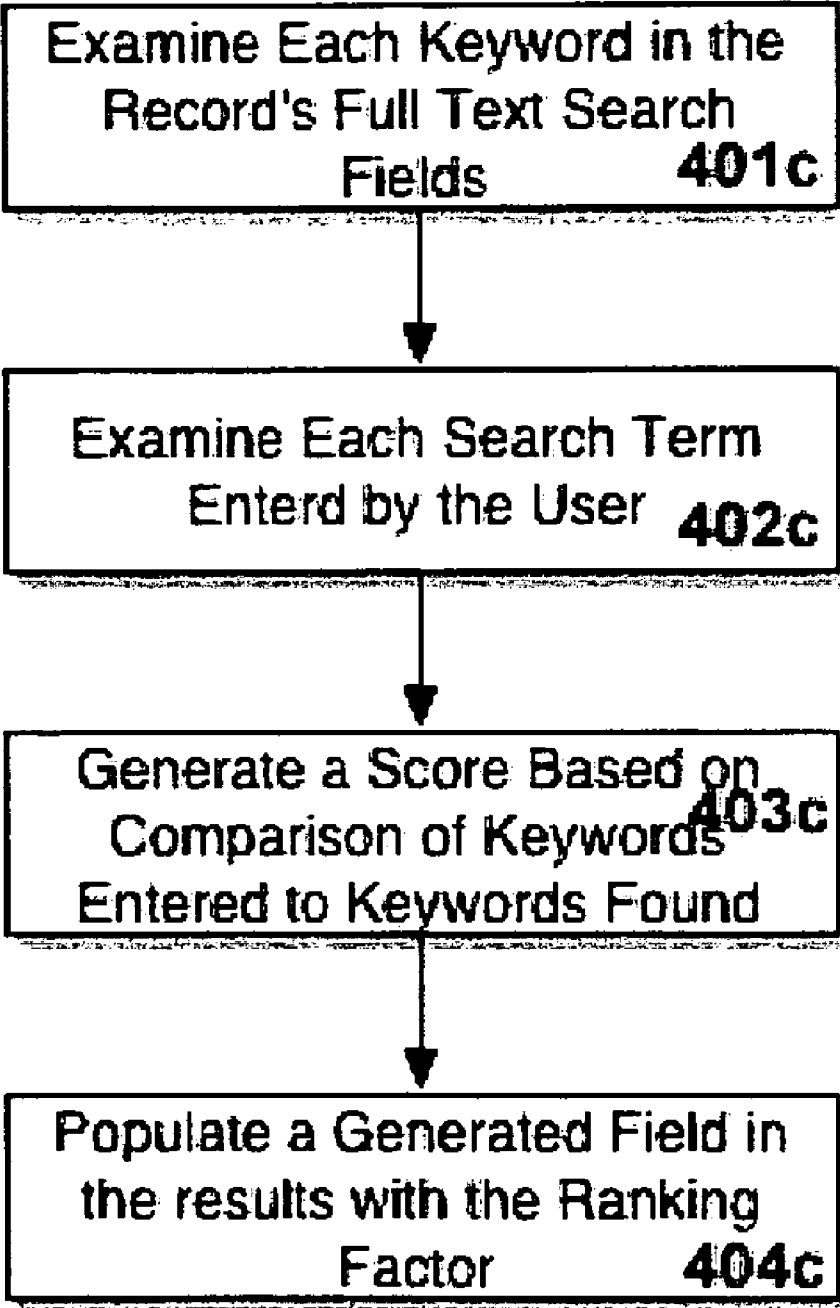 Examine Each Keyword in the
Record's Full Text Search
Fields 401c
Examine Each Search Term
Enterd by the User 402c
Generate a Score Based on
403c
Comparison of Keywords
Entered to Keywords Found
Populate a Generated Field in
the results with the Ranking
Factor 404c